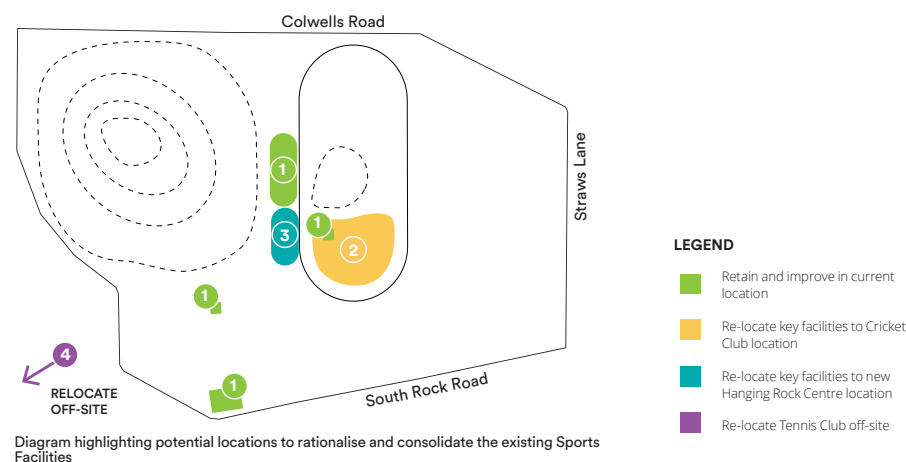 Colwells Road
Straws Lane
1
3
1
2
1
4
RELOCATE
OFF-SITE
1
South Rock Road
Diagram highlighting potential locations to rationalise and consolidate the existing Sports
Facilities
LEGEND
Retain and improve in current
location
Re-locate key facilities to Cricket
Club location
Re-locate key facilities to new
Hanging Rock Centre location
Re-locate Tennis Club off-site